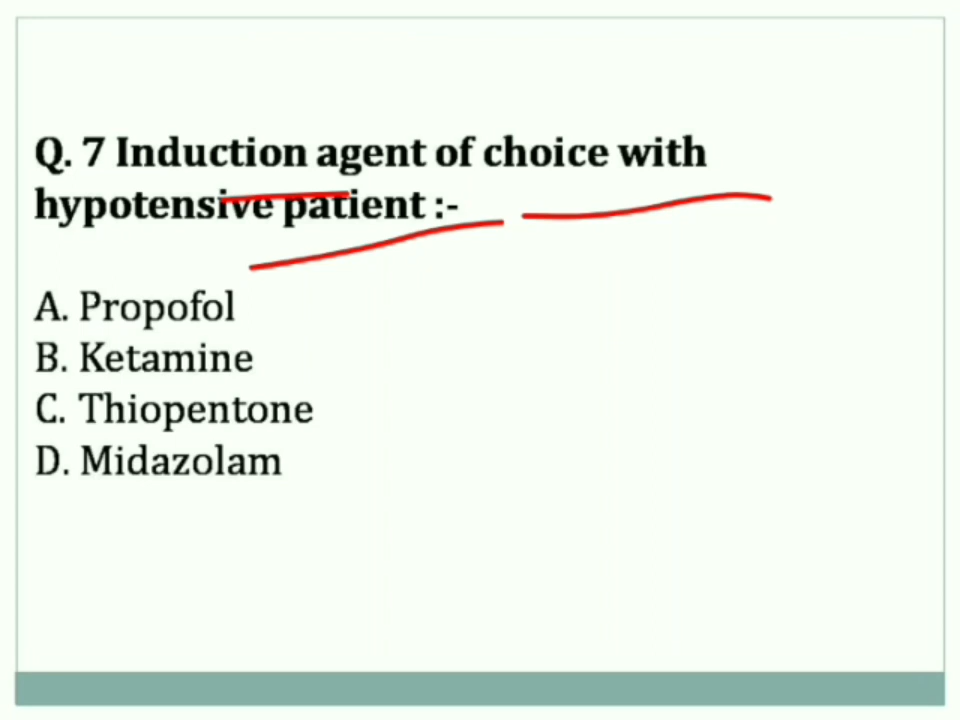 Q. 7 Induction agent of choice with
hypotensive patient :-
A. Propofol
B. Ketamine
C. Thiopentone
D. Midazolam